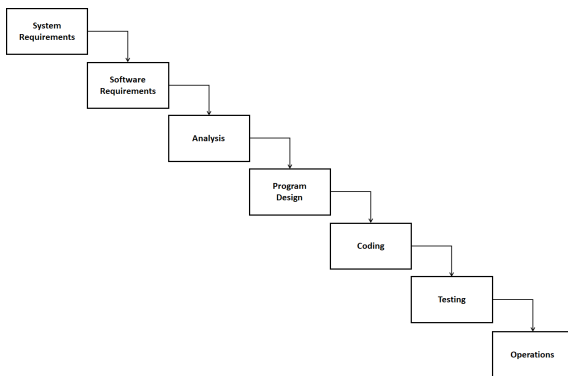 System
Requirements
Software
Requirements
Analysis
Program
Design
Coding
Testing
Operations